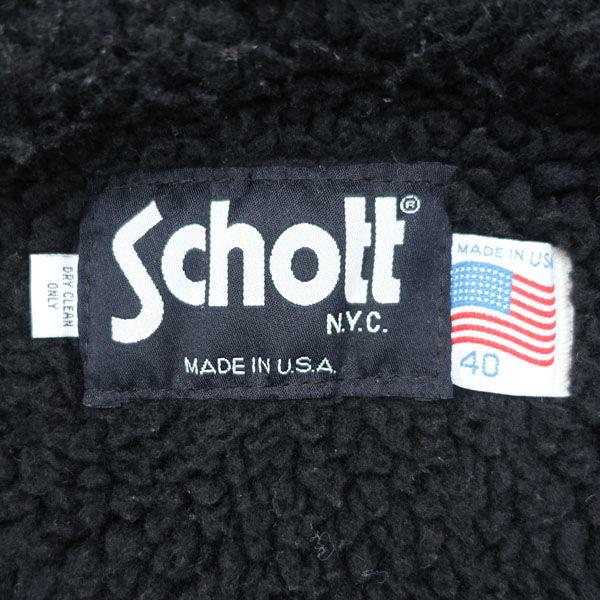 DRY CLEAN
ONLY
Schott®
N.Y.C.
MADE IN U.S.A.
MADE IN USA
40